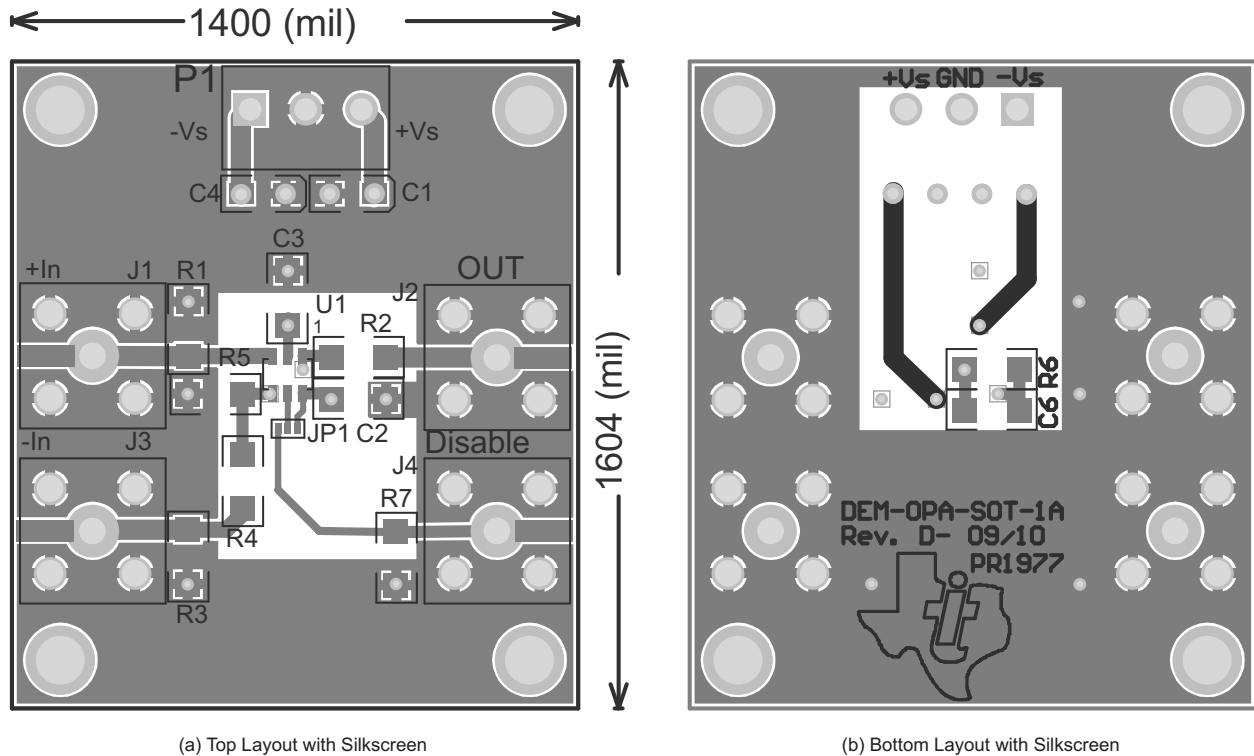 1400 (mil)
P1
-Vs
+Vs
C4
C1
C3
+In
J1
R1
OUT
U1
J2
1
R2
R5
-In
J3
JP1
C2
Disable
J4
R7
R4
R3
1604 (mil)
+Vs GND -Vs
R6
C6
DEM-OPA-SOT-1A
Rev. D- 09/10
PR1977
(a) Top Layout with Silkscreen
(b) Bottom Layout with Silkscreen